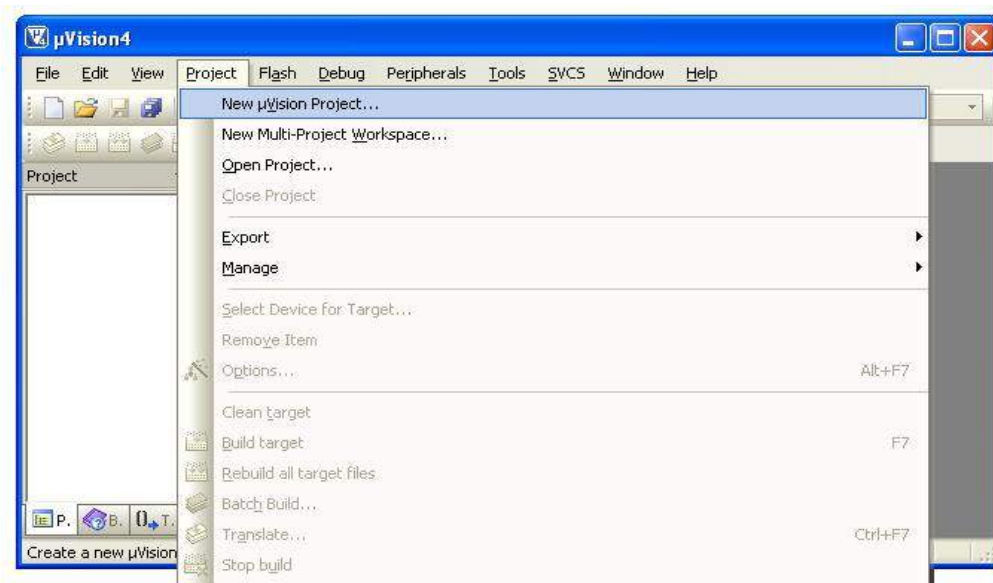 µVision4
File Edit View Project Flash Debug Peripherals Tools SVCS Window Help
New µVision Project...
New Multi-Project Workspace...
Open Project...
Close Project
Project
Export
Manage
Select Device for Target...
Remove Item
Options... Alt+F7
Clean target
Build target F7
Rebuild all target files
Batch Build...
P. B. T.
Translate... Ctrl+F7
Create a new µVision
Stop build